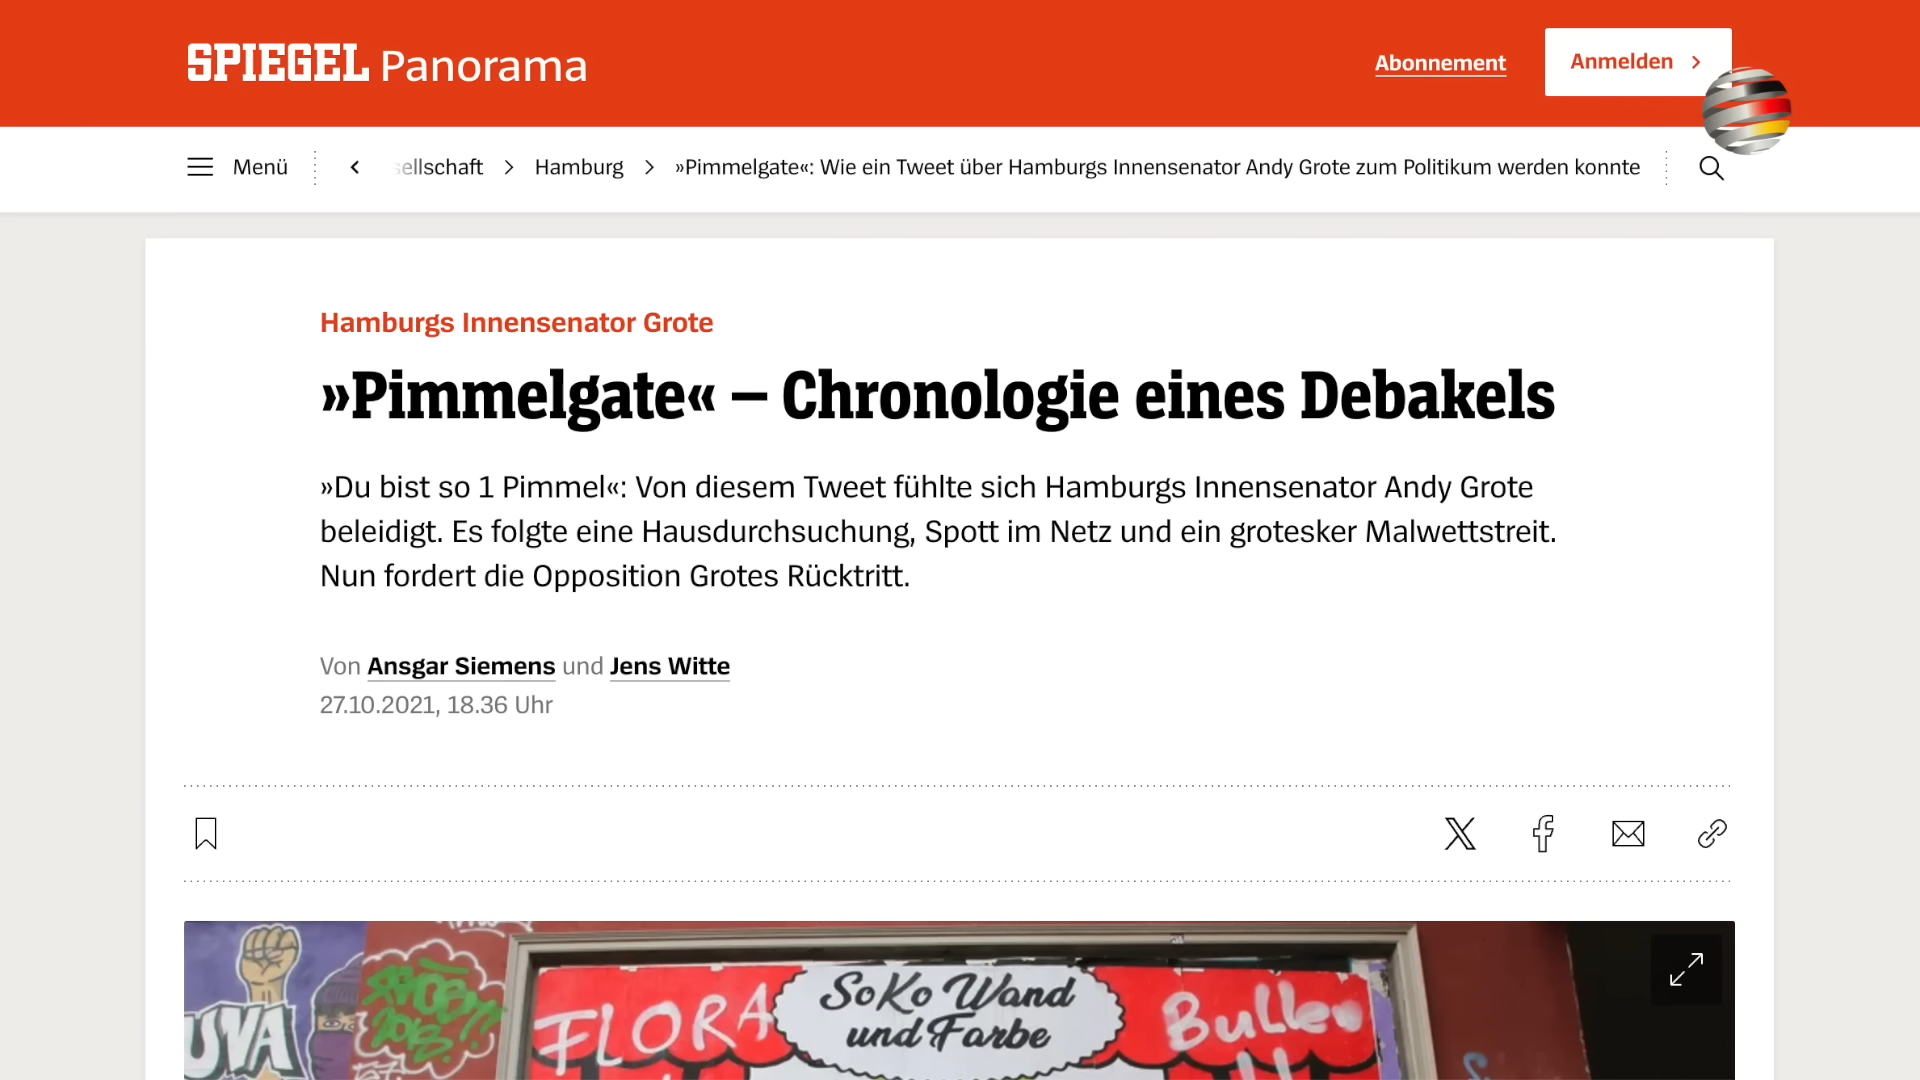 SPIEGEL Panorama
Abonnement
Anmelden
Menü
sellschaft > Hamburg > »Pimmelgate«: Wie ein Tweet über Hamburgs Innensenator Andy Grote zum Politikum werden konnte
Hamburgs Innensenator Grote
»Pimmelgate« – Chronologie eines Debakels
»Du bist so 1 Pimmel«: Von diesem Tweet fühlte sich Hamburgs Innensenator Andy Grote
beleidigt. Es folgte eine Hausdurchsuchung, Spott im Netz und ein grotesker Malwettstreit.
Nun fordert die Opposition Grotes Rücktritt.
Von Ansgar Siemens und Jens Witte
27.10.2021, 18.36 Uhr
FLORA
SoKo Wand
und Farbe
Bullen